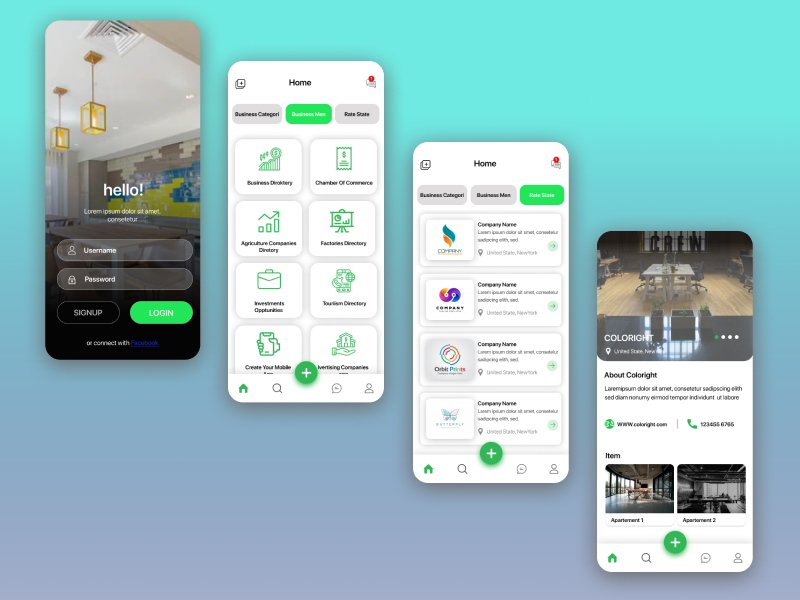 hello!
Lorem ipsum dolor sit amet,
consetetur
Username
Password
SIGNUP
LOGIN
or connect with Facebook
Home
Business Categori
Business Men
Rate State
Business Diroktery
Chamber Of Commerce
Agriculture Companies
Diretory
Factories Directory
Investments
Opptunities
Toulism Directory
Create Your Mobile
vertising Companies
Home
Business Categori
Business Men
Rate State
Company Name
Lorem ipsum dolor sit amet, consetetur
sadipcing elith, sed.
United State, NewYork
COMPANY
Company Name
Lorem ipsum dolor sit amet, consetetur
sadipcing elith, sed.
United State, NewYork
COMPANY
Company Name
Lorem ipsum dolor sit amet, consetetur
sadipcing elith, sed.
United State, NewYork
Orbit Prints
Company Name
Lorem ipsum dolor sit amet, consetetur
sadipcing elith, sed.
United State, NewYork
BUTTERFLY
COLORIGHT
United State, NewYork
About Coloright
Loremipsum dolor sit amet, consetetur sadipscing elith
sed diam nonumy eirmod tempor individunt ut labore
WWW.coloright.com
123455 6765
Item
Apartement 1
Apartement 2